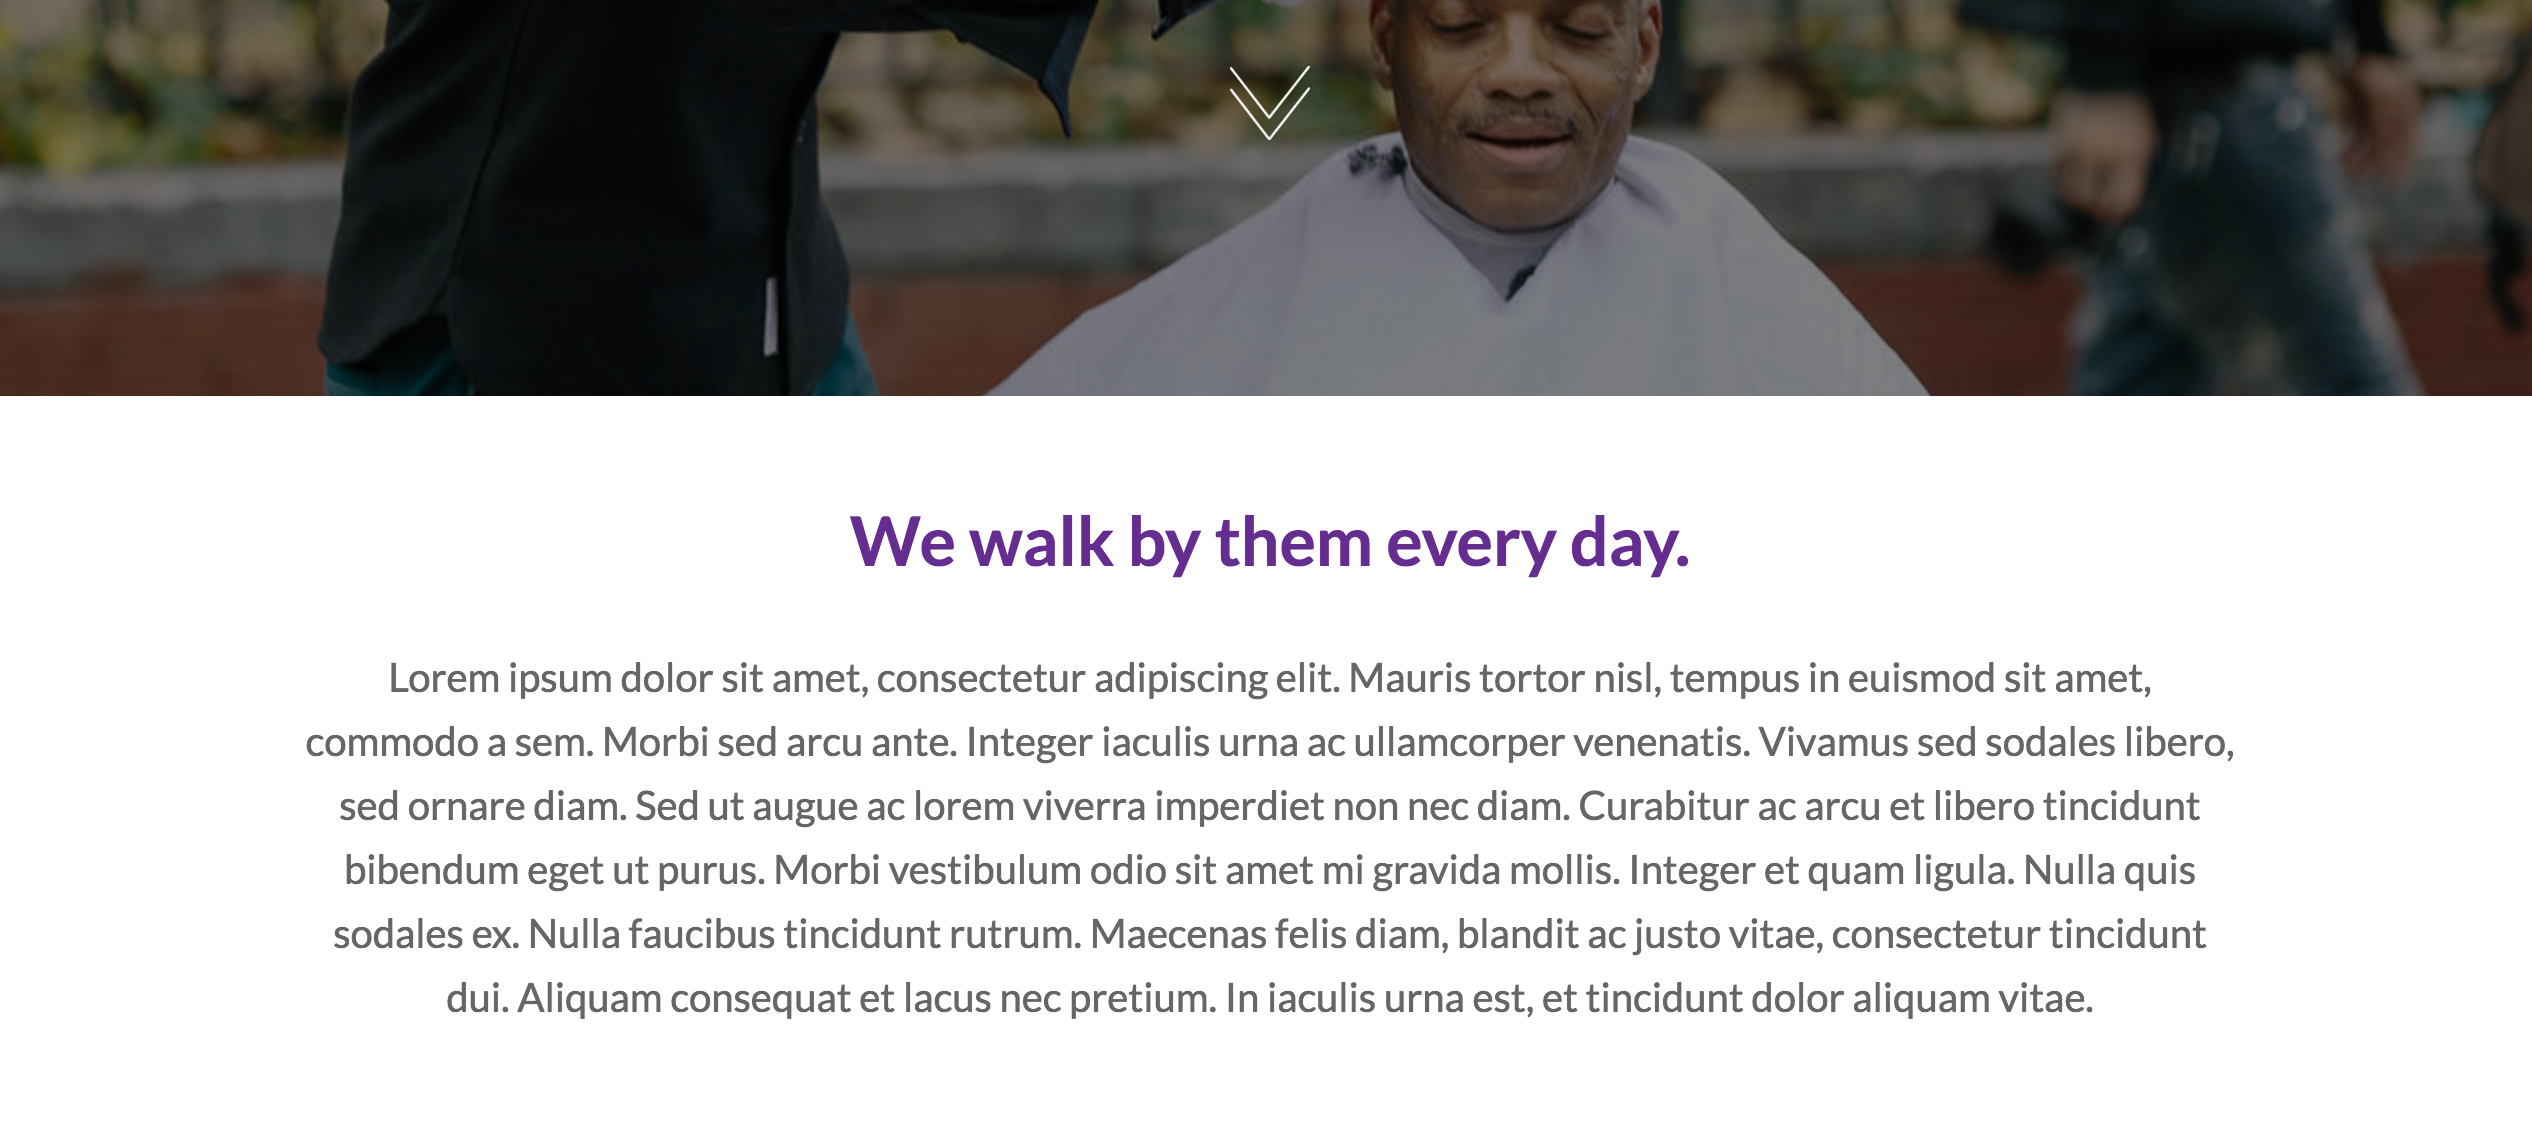 We walk by them every day.
Lorem ipsum dolor sit amet, consectetur adipiscing elit. Mauris tortor nisl, tempus in euismod sit amet,
commodo a sem. Morbi sed arcu ante. Integer iaculis urna ac ullamcorper venenatis. Vivamus sed sodales libero,
sed ornare diam. Sed ut augue ac lorem viverra imperdiet non nec diam. Curabitur ac arcu et libero tincidunt
bibendum eget ut purus. Morbi vestibulum odio sit amet mi gravida mollis. Integer et quam ligula. Nulla quis
sodales ex. Nulla faucibus tincidunt rutrum. Maecenas felis diam, blandit ac justo vitae, consectetur tincidunt
dui. Aliquam consequat et lacus nec pretium. In iaculis urna est, et tincidunt dolor aliquam vitae.